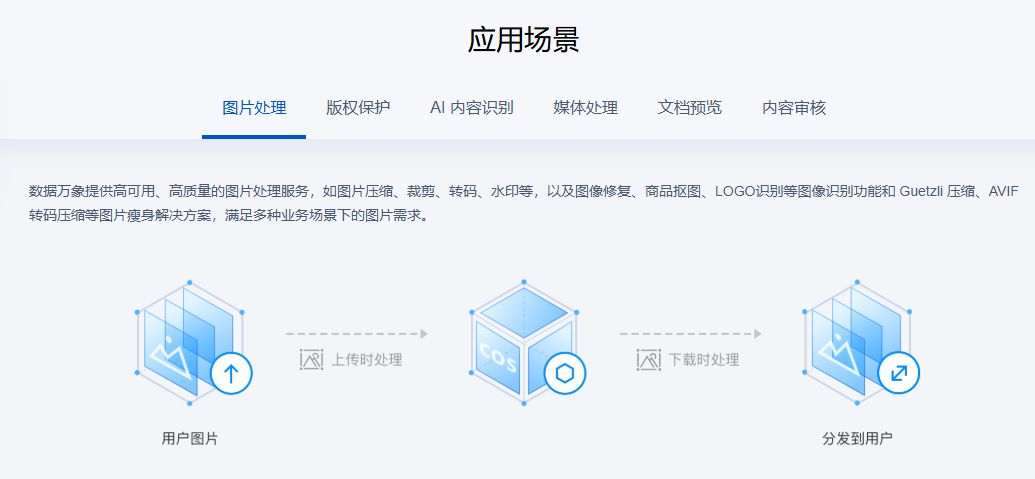 应用场景
图片处理 版权保护 AI 内容识别 媒体处理 文档预览 内容审核
数据万象提供高可用、高质量的图片处理服务，如图片压缩、裁剪、转码、水印等，以及图像修复、商品抠图、LOGO识别等图像识别功能和 Guetzli 压缩、AVIF
转码压缩等图片瘦身解决方案，满足多种业务场景下的图片需求。
COS
上传时处理 下载时处理
用户图片 分发到用户